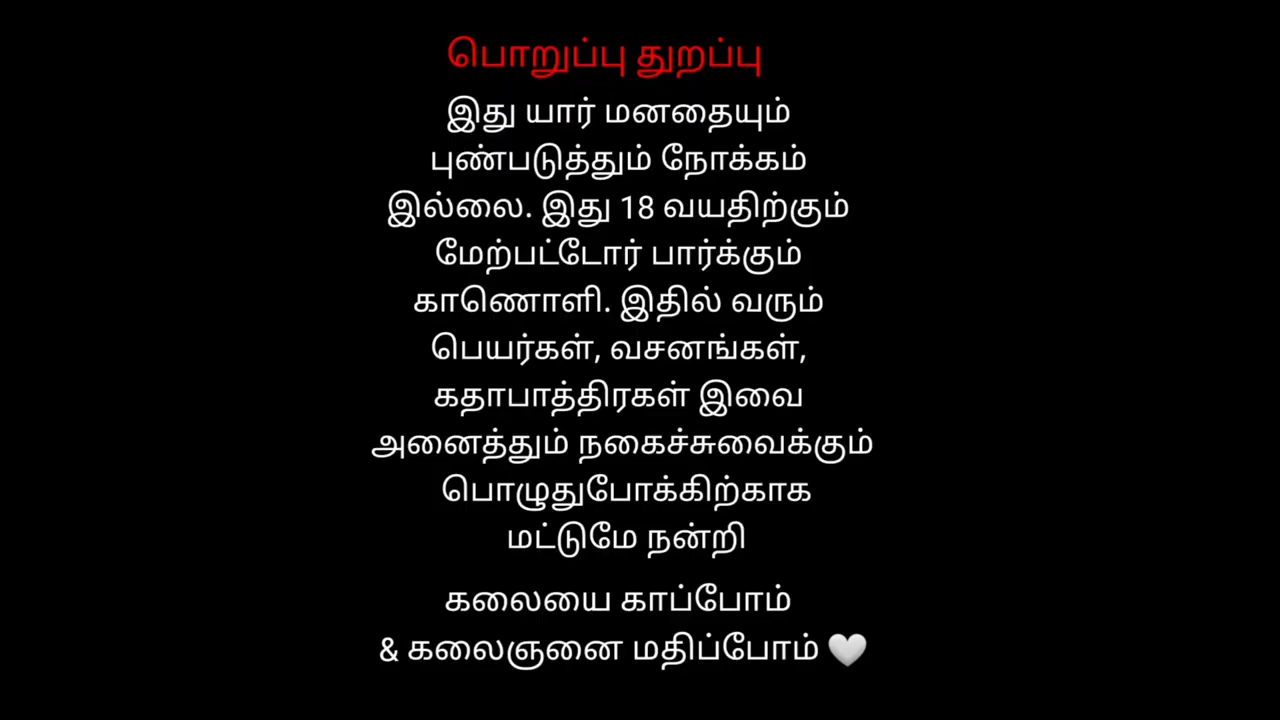 பொறுப்பு துறப்பு
இது யார் மனதையும்
புண்படுத்தும் நோக்கம்
இல்லை. இது 18 வயதிற்கும்
மேற்பட்டோர் பார்க்கும்
காணொளி. இதில் வரும்
பெயர்கள், வசனங்கள்,
கதாபாத்திரகள் இவை
அனைத்தும் நகைச்சுவைக்கும்
பொழுதுபோக்கிற்காக
மட்டுமே நன்றி
கலையை காப்போம்
& கலைஞனை மதிப்போம் 🤍